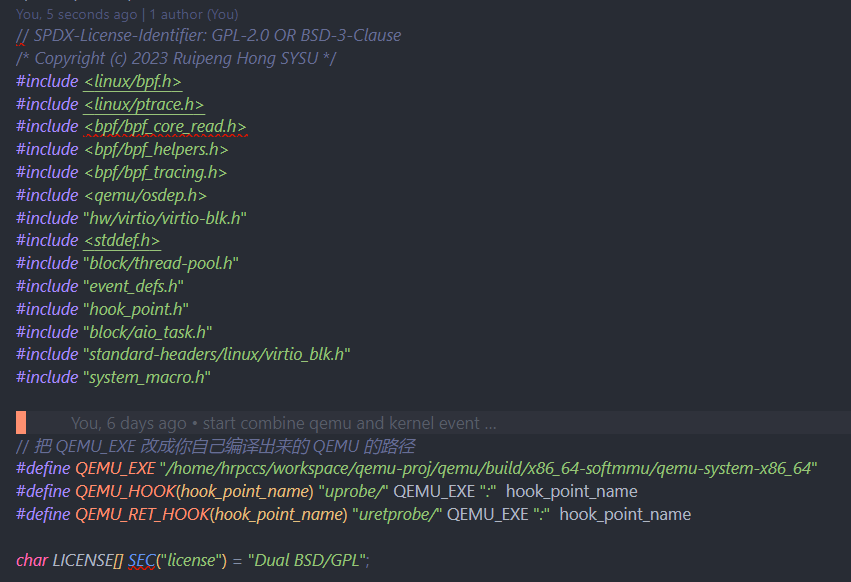 You, 5 seconds ago | 1 author (You)
// SPDX-License-Identifier: GPL-2.0 OR BSD-3-Clause
/* Copyright (c) 2023 Ruipeng Hong SYSU */
#include <linux/bpf.h>
#include <linux/ptrace.h>
#include <bpf/bpf_core_read.h>
#include <bpf/bpf_helpers.h>
#include <bpf/bpf_tracing.h>
#include <qemu/osdep.h>
#include "hw/virtio/virtio-blk.h"
#include <stddef.h>
#include "block/thread-pool.h"
#include "event_defs.h"
#include "hook_point.h"
#include "block/aio_task.h"
#include "standard-headers/linux/virtio_blk.h"
#include "system_macro.h"
You, 6 days ago • start combine qemu and kernel event ...
// 把 QEMU_EXE 改成你自己编译出来的 QEMU 的路径
#define QEMU_EXE "/home/hrpccs/workspace/qemu-proj/qemu/build/x86_64-softmmu/qemu-system-x86_64"
#define QEMU_HOOK(hook_point_name) "uprobe/" QEMU_EXE ":" hook_point_name
#define QEMU_RET_HOOK(hook_point_name) "uretprobe/" QEMU_EXE ":" hook_point_name
char LICENSE[] SEC("license") = "Dual BSD/GPL";